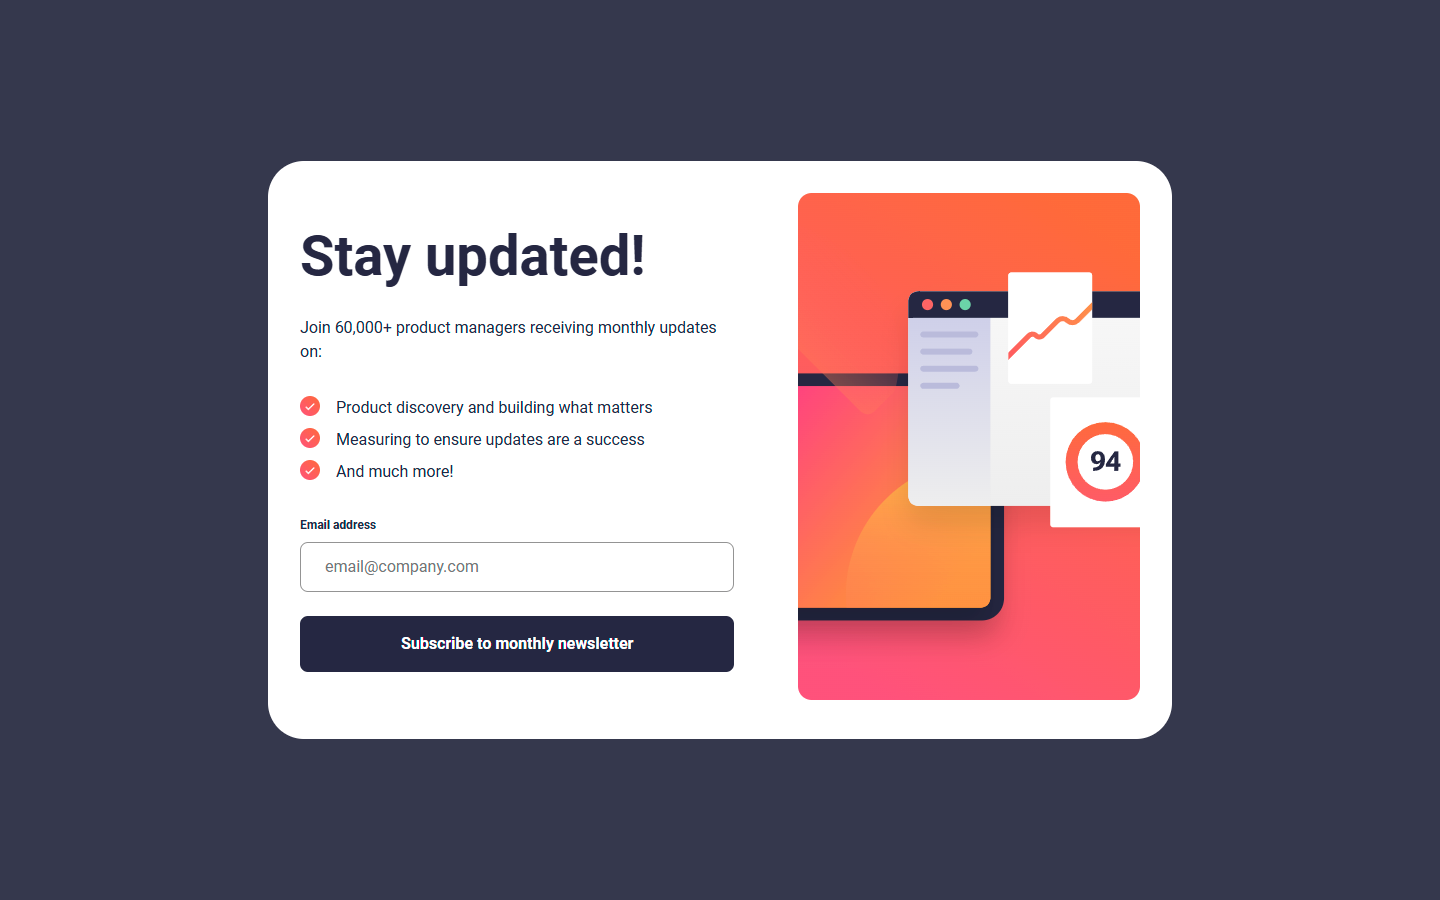 Stay updated!
Join 60,000+ product managers receiving monthly updates
on:
Product discovery and building what matters
Measuring to ensure updates are a success
And much more!
Email address
email@company.com
Subscribe to monthly newsletter
94